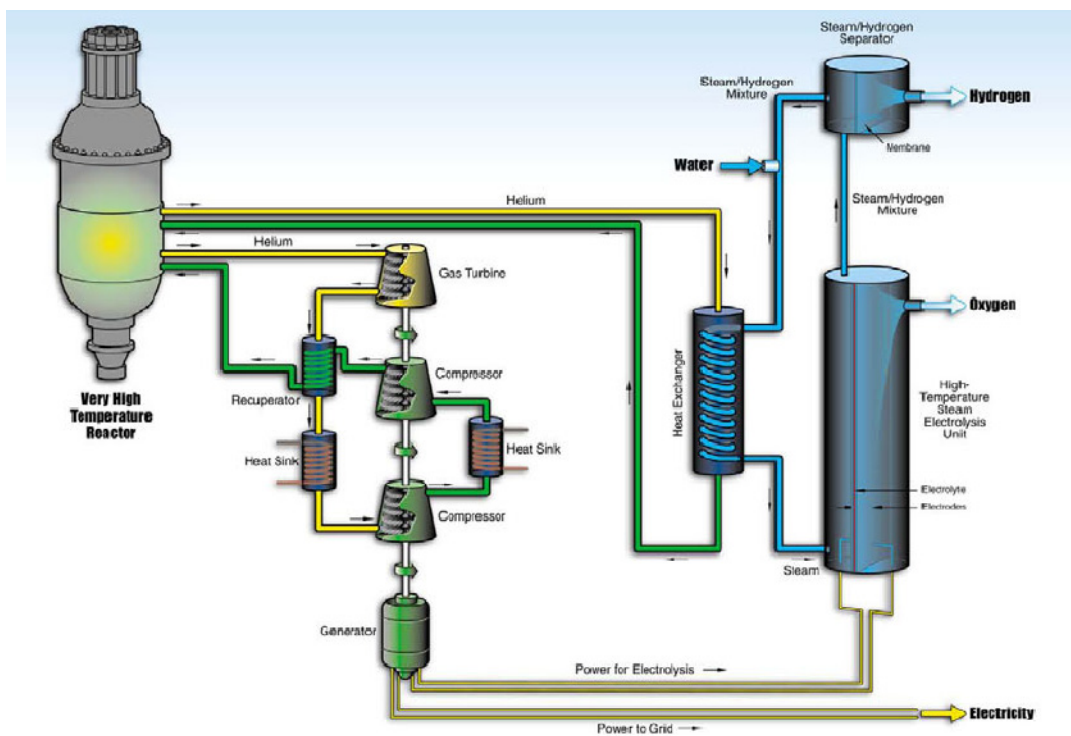 Steam/Hydrogen
Separator
Steam/Hydrogen
Mixture
Hydrogen
Membrane
Water
Steam/Hydrogen
Mixture
Helium
Helium
Gas Turbine
Oxygen
Very High
Temperature
Reactor
Recuperator
Compressor
Heat Exchanger
High-
Temperature
Steam
Electrolysis
Unit
Heat Sink
Heat Sink
Electrolyte
Electrodes
Compressor
Steam
Generator
Power for Electrolysis
Electricity
Power to Grid